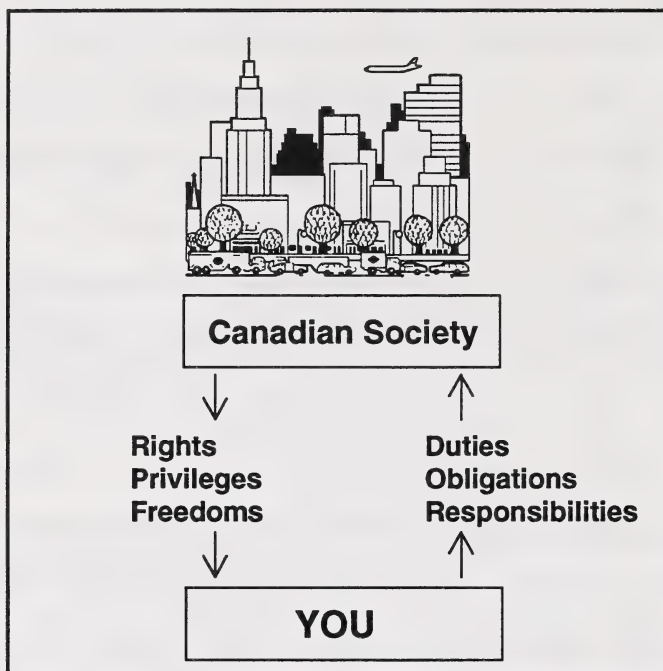 Canadian Society
Rights
Privileges
Freedoms
Duties
Obligations
Responsibilities
YOU